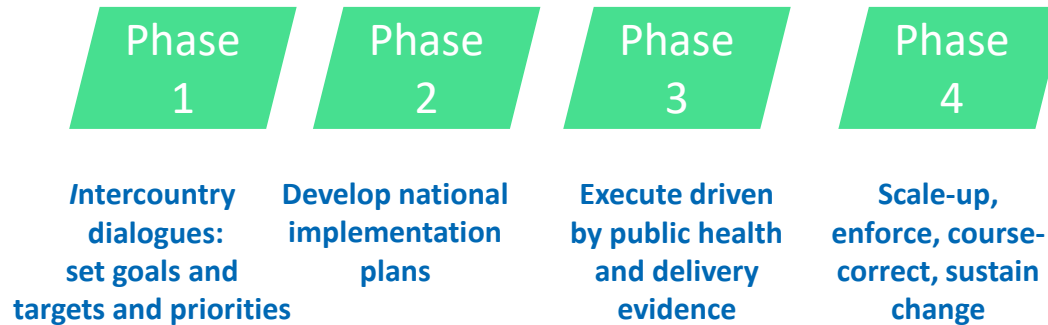 Phase
1
Phase
2
Phase
3
Phase
4
Intercountry
dialogues:
set goals and
targets and priorities
Develop national
implementation
plans
Execute driven
by public health
and delivery
evidence
Scale-up,
enforce, course-
correct, sustain
change